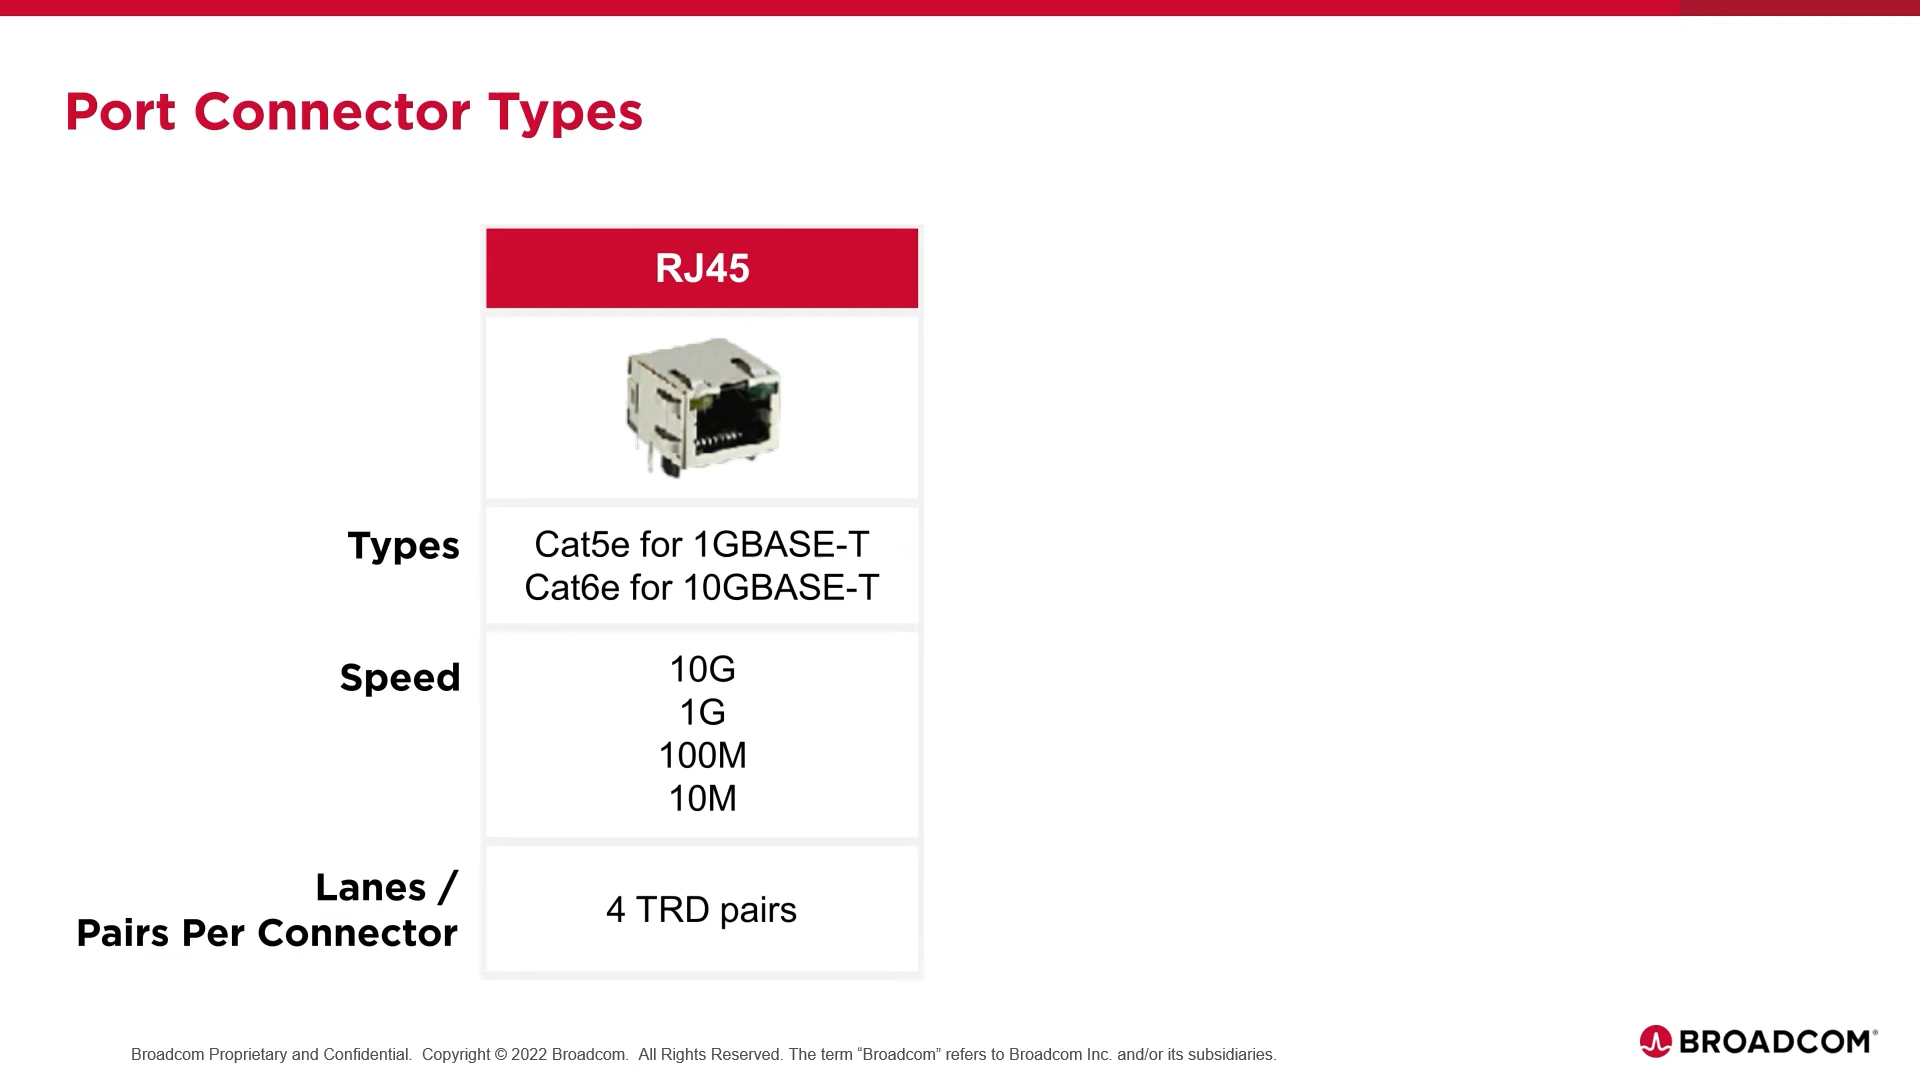 Port Connector Types
RJ45
Types
Cat5e for 1GBASE-T
Cat6e for 10GBASE-T
Speed
10G
1G
100M
10M
Lanes /
Pairs Per Connector
4 TRD pairs
Broadcom Proprietary and Confidential.  Copyright © 2022 Broadcom.  All Rights Reserved. The term “Broadcom” refers to Broadcom Inc. and/or its subsidiaries.
BROADCOM®